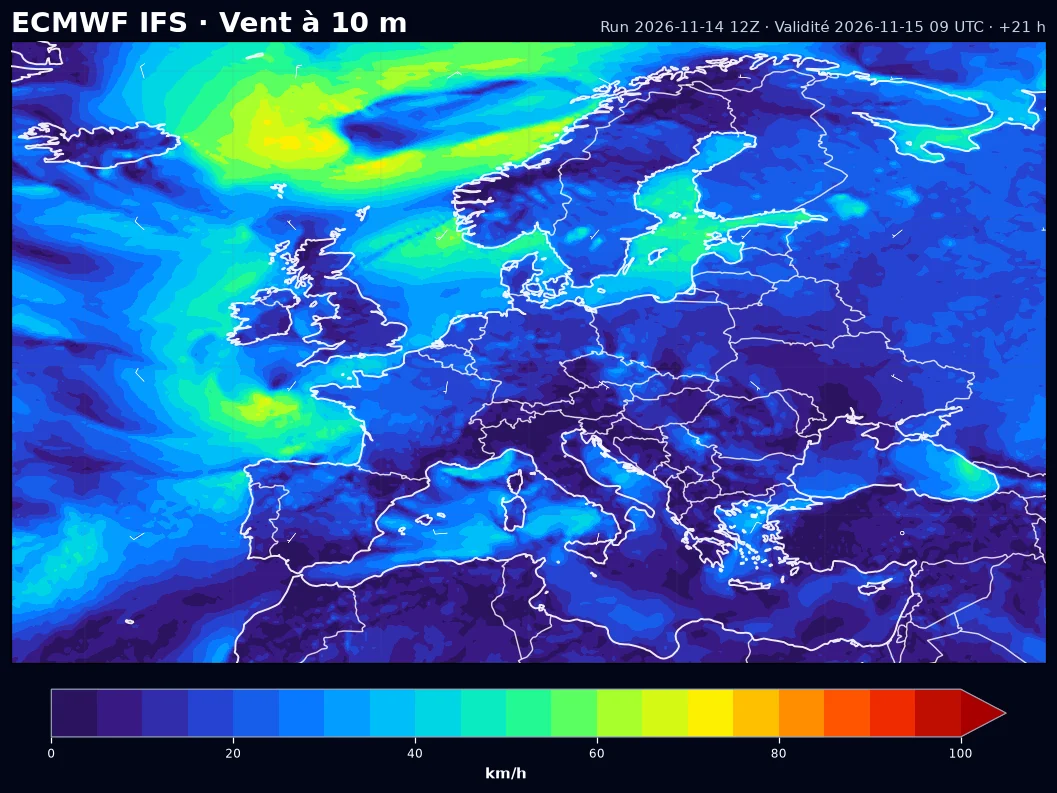 ECMWF IFS · Vent à 10 m
Run 2026-11-14 12Z · Validité 2026-11-15 09 UTC · +21 h
0 20 40 60 80 100
km/h